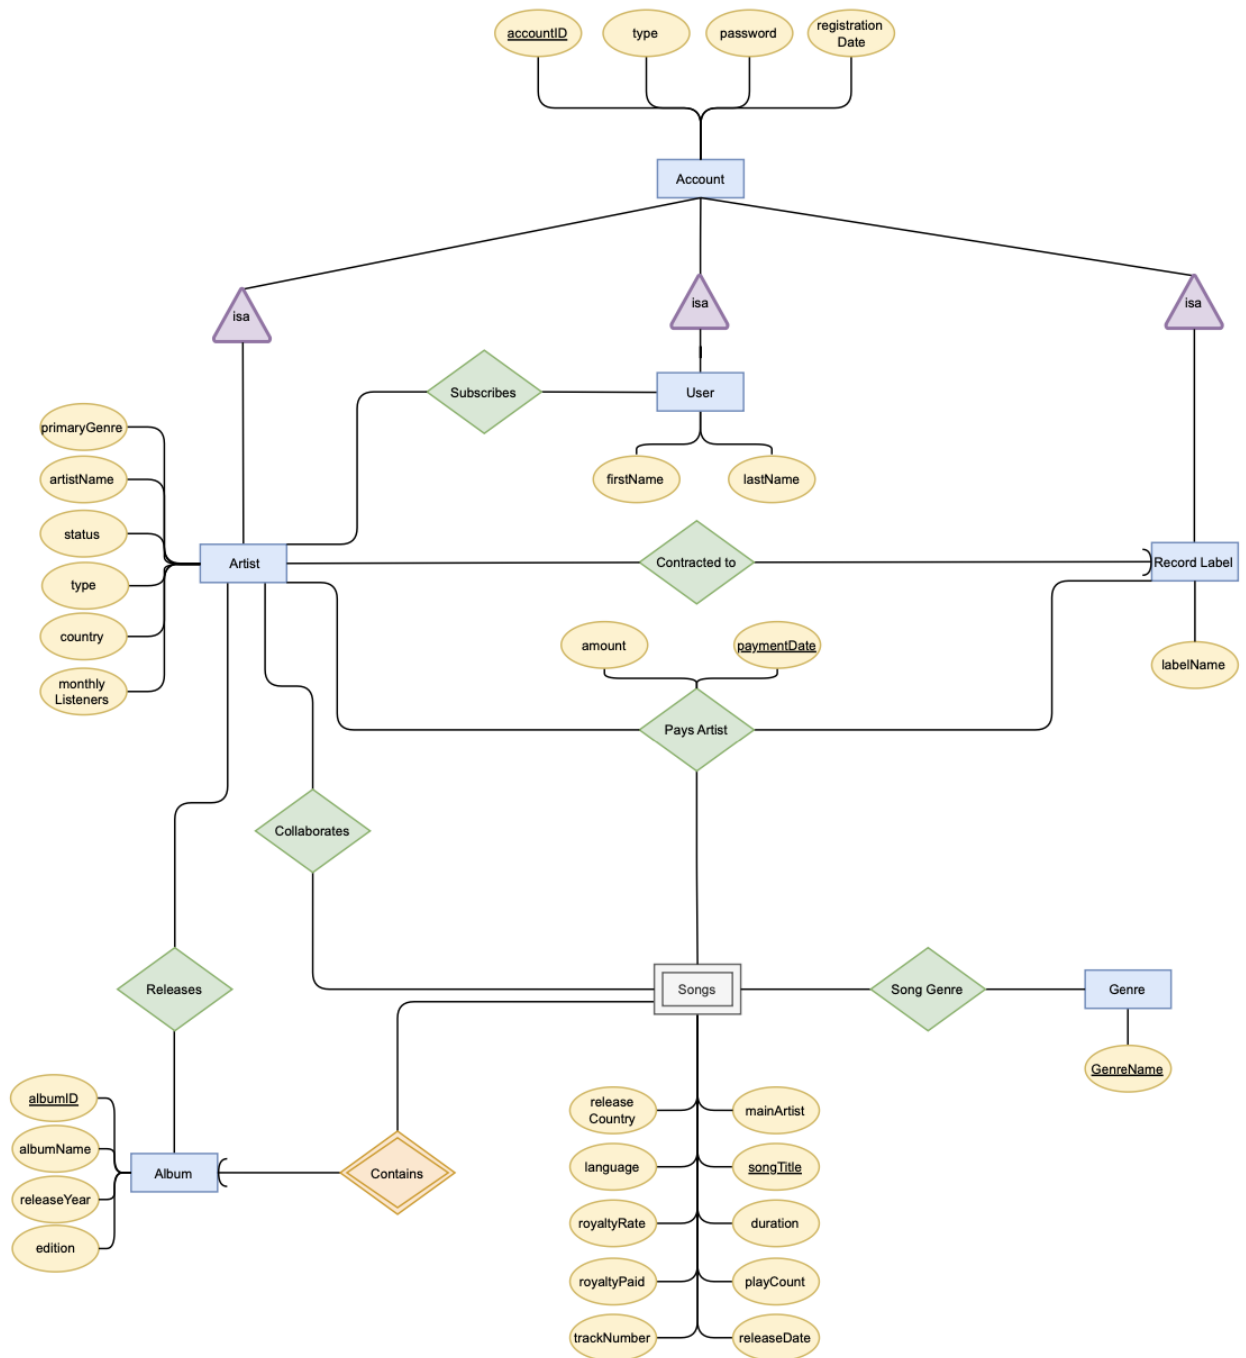 accountID
type
password
registration
Date
Account
isa
isa
isa
Subscribes
User
primaryGenre
artistName
status
type
country
monthly
Listeners
firstName
lastName
Artist
Contracted to
Record Label
labelName
amount
paymentDate
Pays Artist
Collaborates
Releases
Songs
Song Genre
Genre
GenreName
albumID
albumName
releaseYear
edition
Album
Contains
release
Country
mainArtist
language
songTitle
royaltyRate
duration
royaltyPaid
playCount
trackNumber
releaseDate